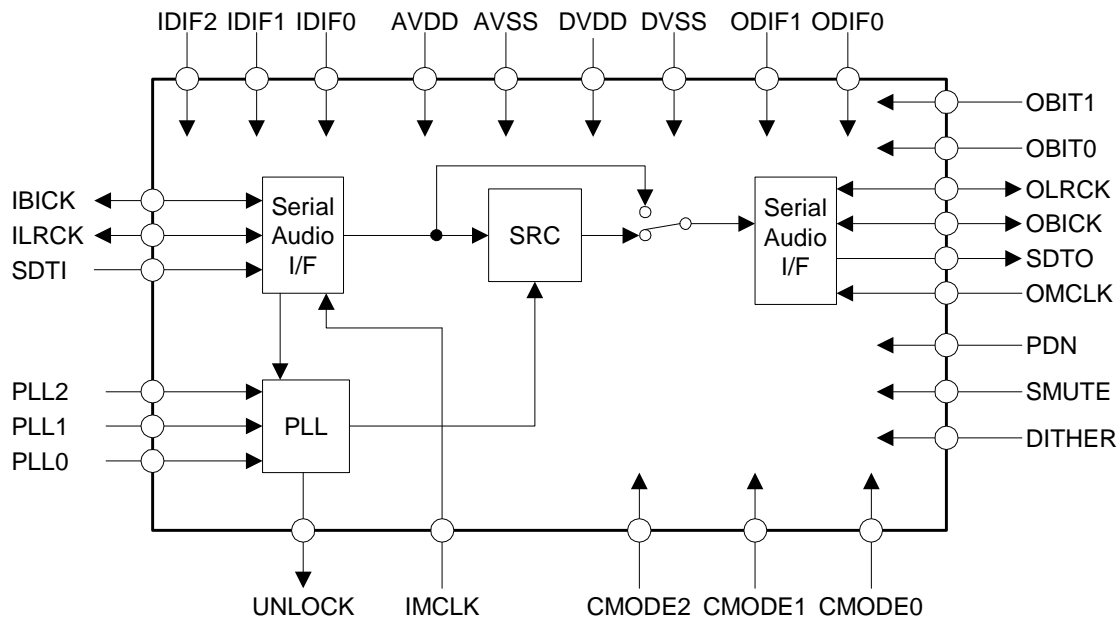 IDIF2 IDIF1 IDIF0 AVDD AVSS DVDD DVSS ODIF1 ODIF0
OBIT1
OBIT0
IBICK
ILRCK
SDTI
Serial
Audio
I/F
SRC
Serial
Audio
I/F
OLRCK
OBICK
SDTO
OMCLK
PDN
SMUTE
DITHER
PLL2
PLL1
PLL0
PLL
UNLOCK IMCLK CMODE2 CMODE1 CMODE0